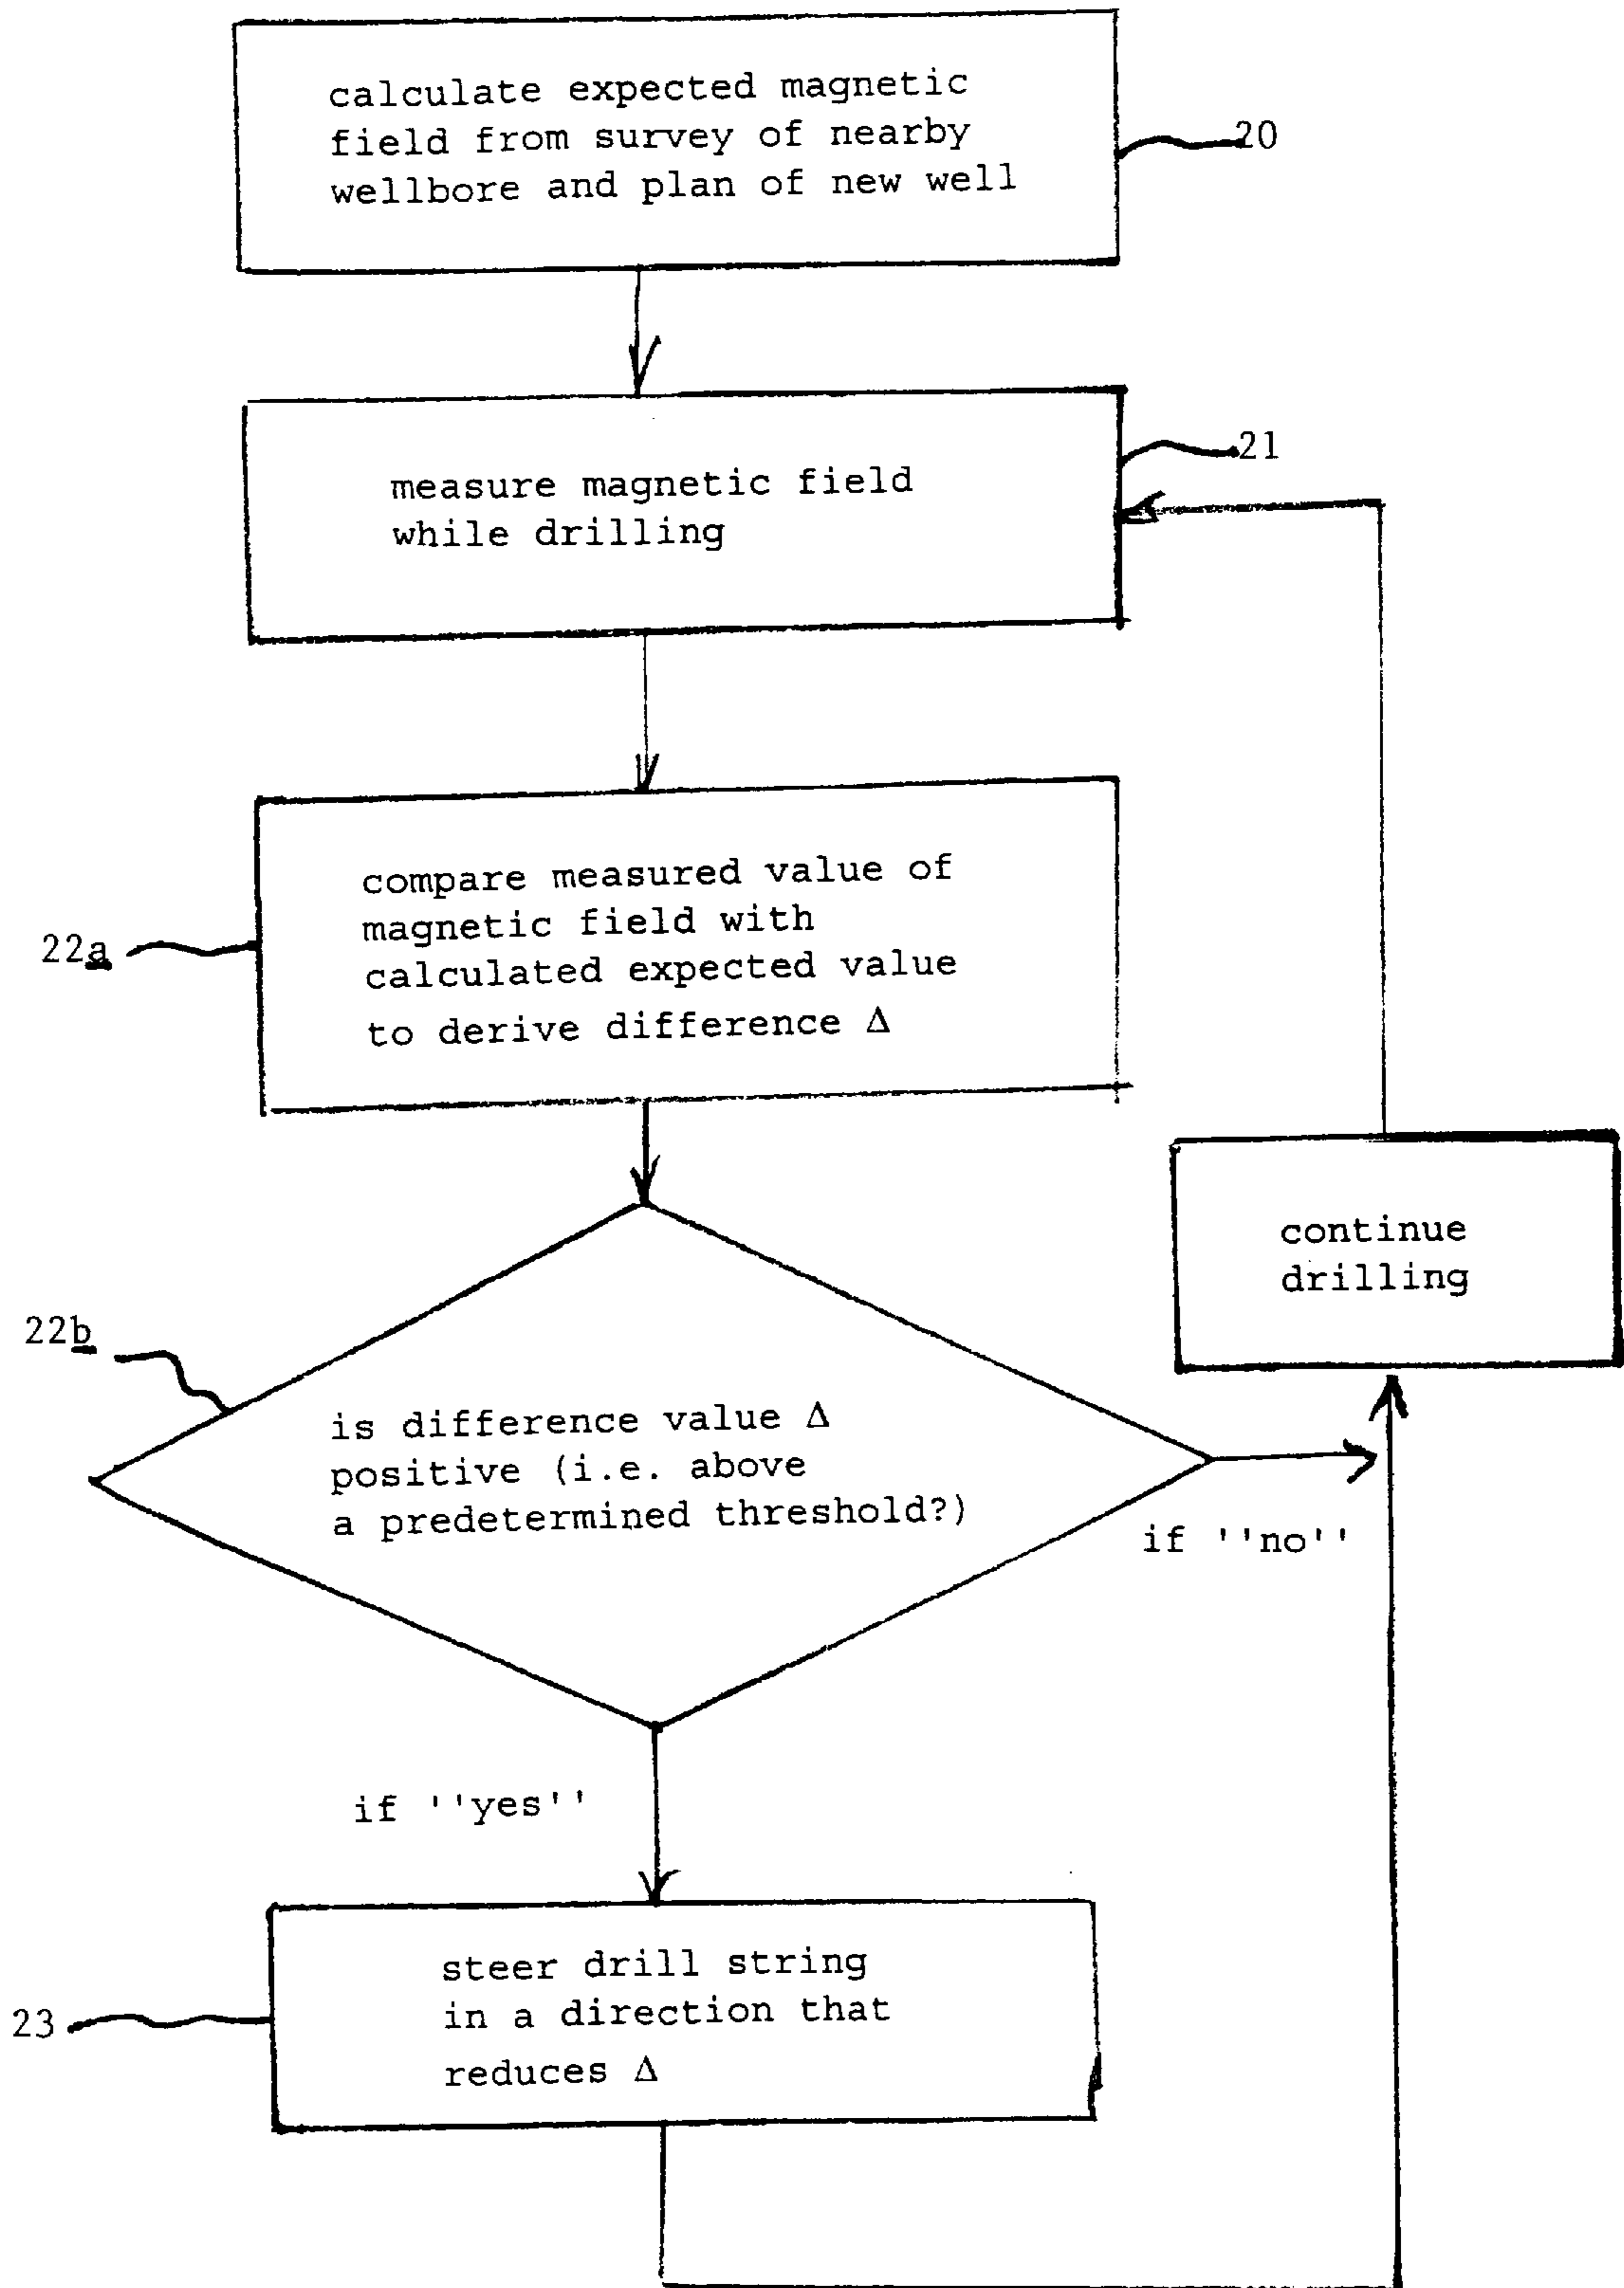 calculate expected magnetic
field from survey of nearby
wellbore and plan of new well
20
measure magnetic field
while drilling
21
compare measured value of
magnetic field with
calculated expected value
to derive difference Δ
22a
continue
drilling
22b
is difference value Δ
positive (i.e. above
a predetermined threshold?)
if ''no''
if ''yes''
steer drill string
in a direction that
reduces Δ
23